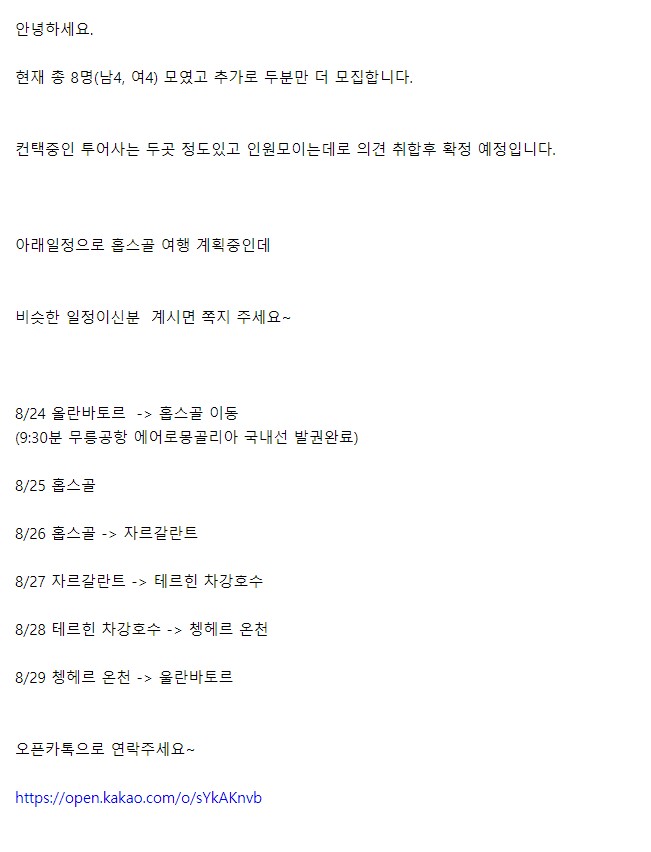 안녕하세요.
현재 총 8명(남4, 여4) 모였고 추가로 두분만 더 모집합니다.
컨택중인 투어사는 두곳 정도있고 인원모이는데로 의견 취합후 확정 예정입니다.
아래일정으로 홉스골 여행 계획중인데
비슷한 일정이신분  계시면 쪽지 주세요~
8/24 올란바토르  -> 홉스골 이동
(9:30분 무릉공항 에어로몽골리아 국내선 발권완료)
8/25 홉스골
8/26 홉스골 -> 자르갈란트
8/27 자르갈란트 -> 테르힌 차강호수
8/28 테르힌 차강호수 -> 쳉헤르 온천
8/29 쳉헤르 온천 -> 울란바토르
오픈카톡으로 연락주세요~
https://open.kakao.com/o/sYkAKnvb